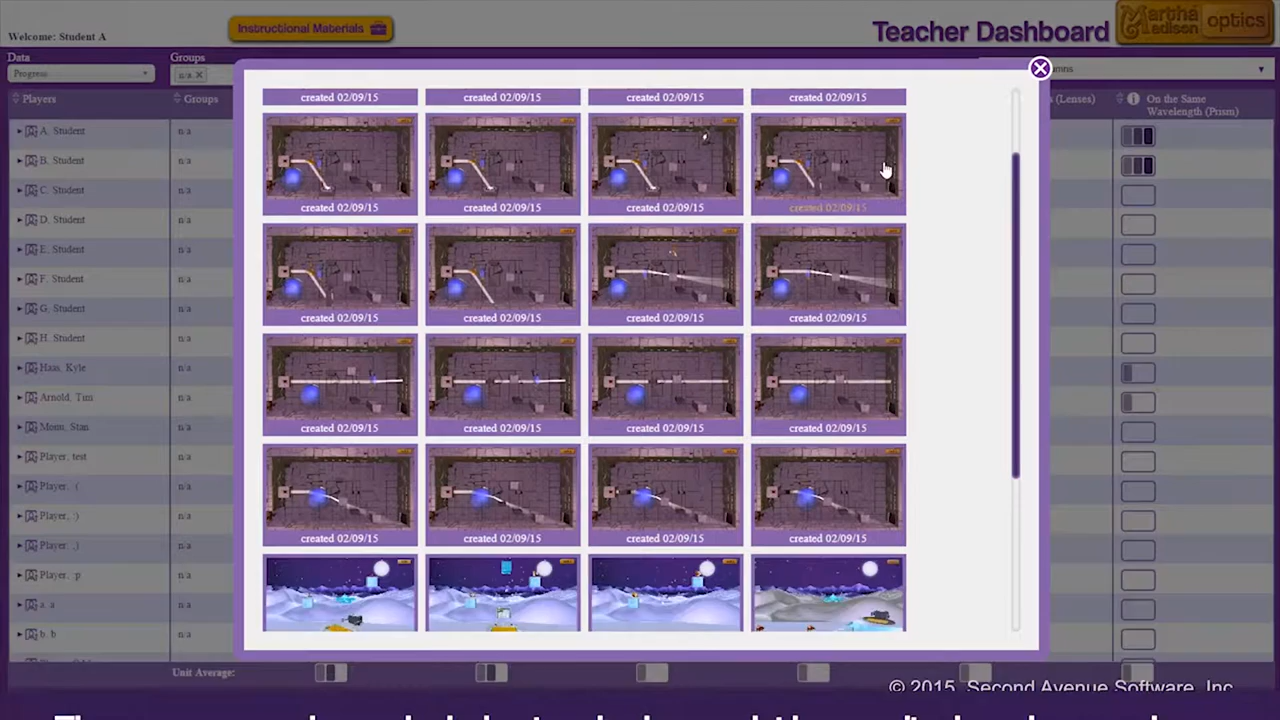 Welcome: Student A
Instructional Materials
Teacher Dashboard
Martha Madison optics
Data
Groups
Progress
n/a ×
mns
Players
Groups
(Lenses)
On the Same
Wavelength (Prism)
created 02/09/15 created 02/09/15 created 02/09/15 created 02/09/15
A, Student n/a
created 02/09/15 created 02/09/15 created 02/09/15 created 02/09/15
B, Student n/a
C, Student n/a
D, Student n/a
E, Student n/a
F, Student n/a
G, Student n/a
created 02/09/15 created 02/09/15 created 02/09/15 created 02/09/15
H, Student n/a
Haas, Kyle n/a
Arnold, Tim n/a
Player, test n/a
created 02/09/15 created 02/09/15 created 02/09/15 created 02/09/15
Player, :( n/a
Player, :) n/a
Player, ;) n/a
created 02/09/15 created 02/09/15 created 02/09/15 created 02/09/15
Player, :p n/a
a, a n/a
b, b n/a
Unit Average:
© 2015, Second Avenue Software, Inc.